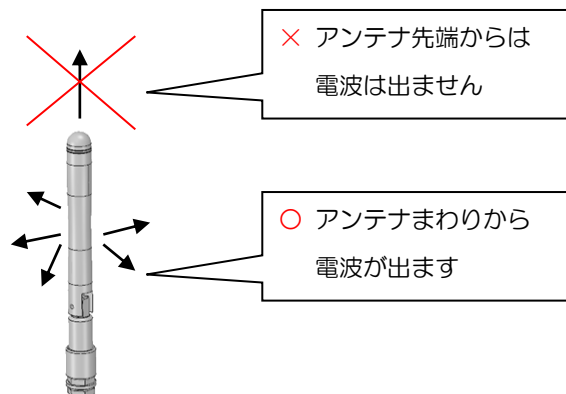 × アンテナ先端からは
電波は出ません
○ アンテナまわりから
電波が出ます